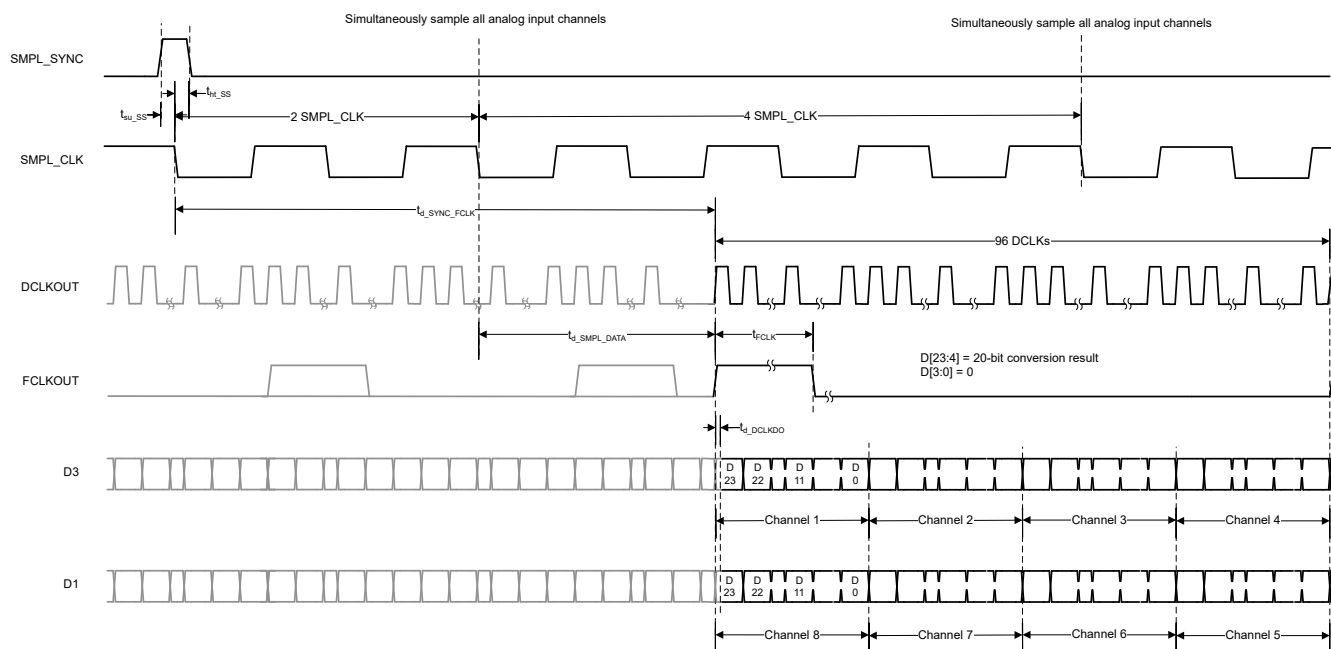 Simultaneously sample all analog input channels
Simultaneously sample all analog input channels
SMPL_SYNC
tht_SS
tsu_SS
2 SMPL_CLK
4 SMPL_CLK
SMPL_CLK
td_SYNC_FCLK
96 DCLKs
DCLKOUT
td_SMPL_DATA
tFCLK
D[23:4] = 20-bit conversion result
D[3:0] = 0
FCLKOUT
td_DCLKDO
D3
D D D D
23 22 11 0
Channel 1 Channel 2 Channel 3 Channel 4
D1
D D D D
23 22 11 0
Channel 8 Channel 7 Channel 6 Channel 5